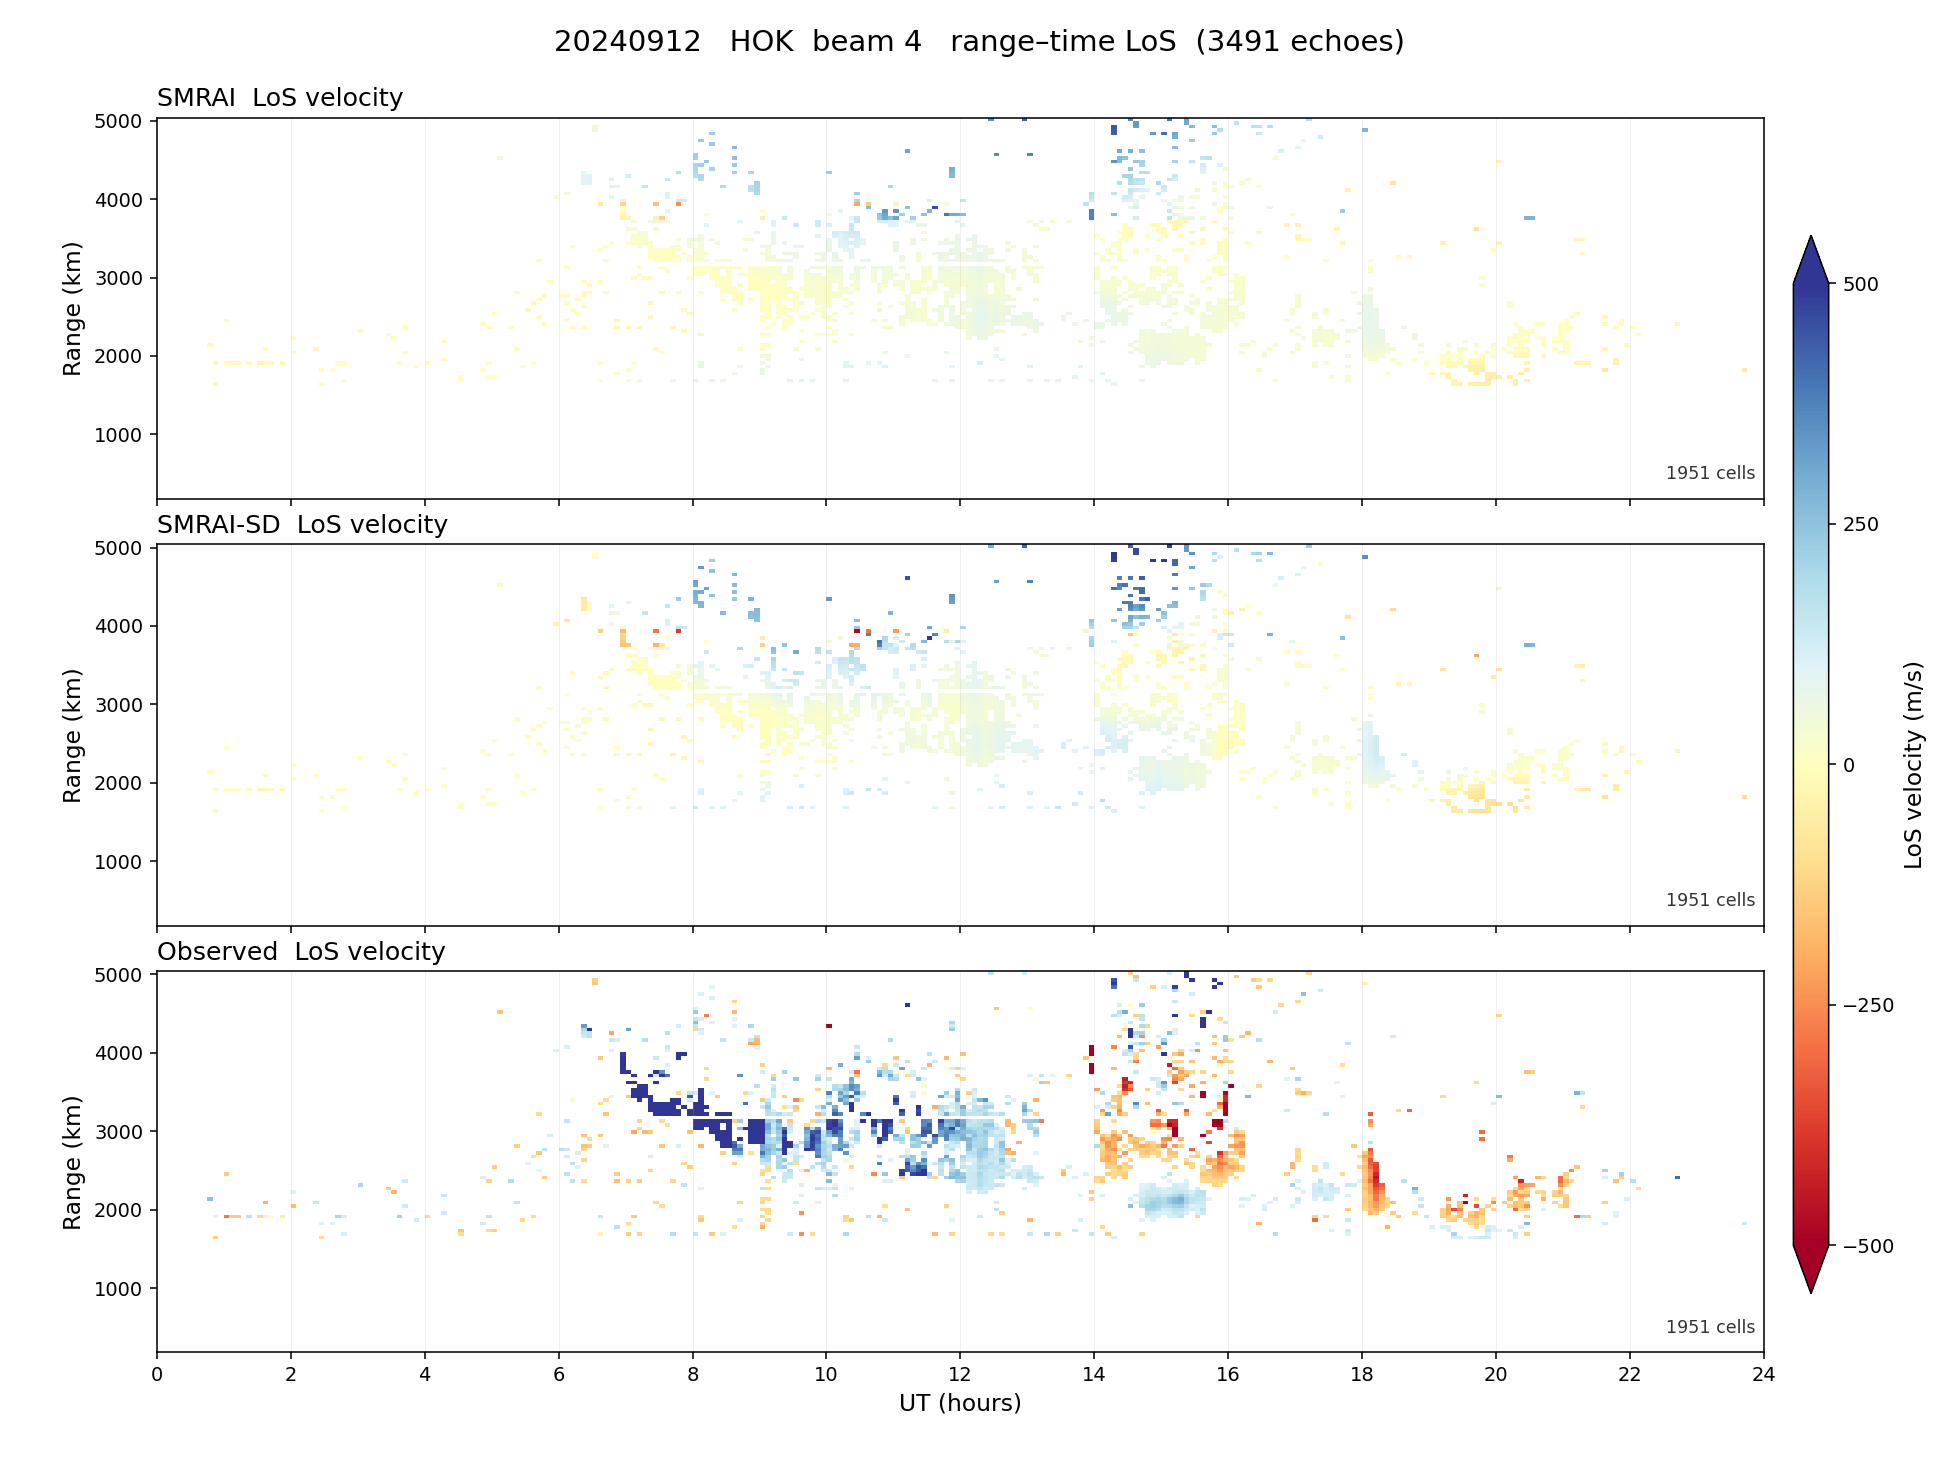 20240912 HOK beam 4 range–time LoS (3491 echoes)
SMRAI LoS velocity
5000
4000
3000
2000
1000
Range (km)
1951 cells
SMRAI-SD LoS velocity
5000
4000
3000
2000
1000
Range (km)
1951 cells
Observed LoS velocity
5000
4000
3000
2000
1000
Range (km)
1951 cells
0 2 4 6 8 10 12 14 16 18 20 22 24
UT (hours)
500
250
0
−250
−500
LoS velocity (m/s)